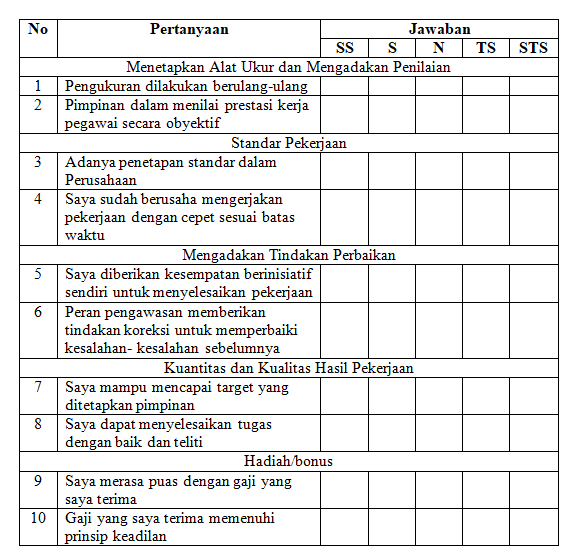 No Pertanyaan Jawaban
SS S N TS STS
Menetapkan Alat Ukur dan Mengadakan Penilaian
1 Pengukuran dilakukan berulang-ulang
2 Pimpinan dalam menilai prestasi kerja
pegawai secara obyektif
Standar Pekerjaan
3 Adanya penetapan standar dalam
Perusahaan
4 Saya sudah berusaha mengerjakan
pekerjaan dengan cepet sesuai batas
waktu
Mengadakan Tindakan Perbaikan
5 Saya diberikan kesempatan berinisiatif
sendiri untuk menyelesaikan pekerjaan
6 Peran pengawasan memberikan
tindakan koreksi untuk memperbaiki
kesalahan- kesalahan sebelumnya
Kuantitas dan Kualitas Hasil Pekerjaan
7 Saya mampu mencapai target yang
ditetapkan pimpinan
8 Saya dapat menyelesaikan tugas
dengan baik dan teliti
Hadiah/bonus
9 Saya merasa puas dengan gaji yang
saya terima
10 Gaji yang saya terima memenuhi
prinsip keadilan